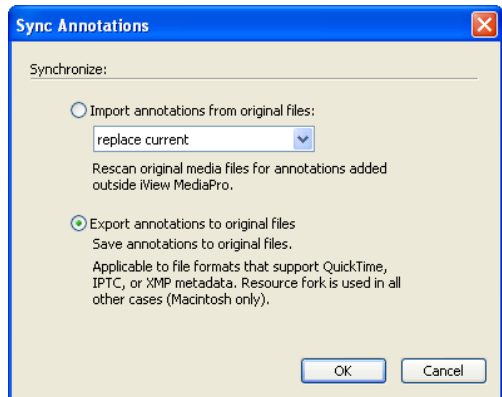 Sync Annotations
Synchronize:
Import annotations from original files:
replace current
Rescan original media files for annotations added
outside iView MediaPro.
Export annotations to original files
Save annotations to original files.
Applicable to file formats that support QuickTime,
IPTC, or XMP metadata. Resource fork is used in all
other cases (Macintosh only).
OK Cancel